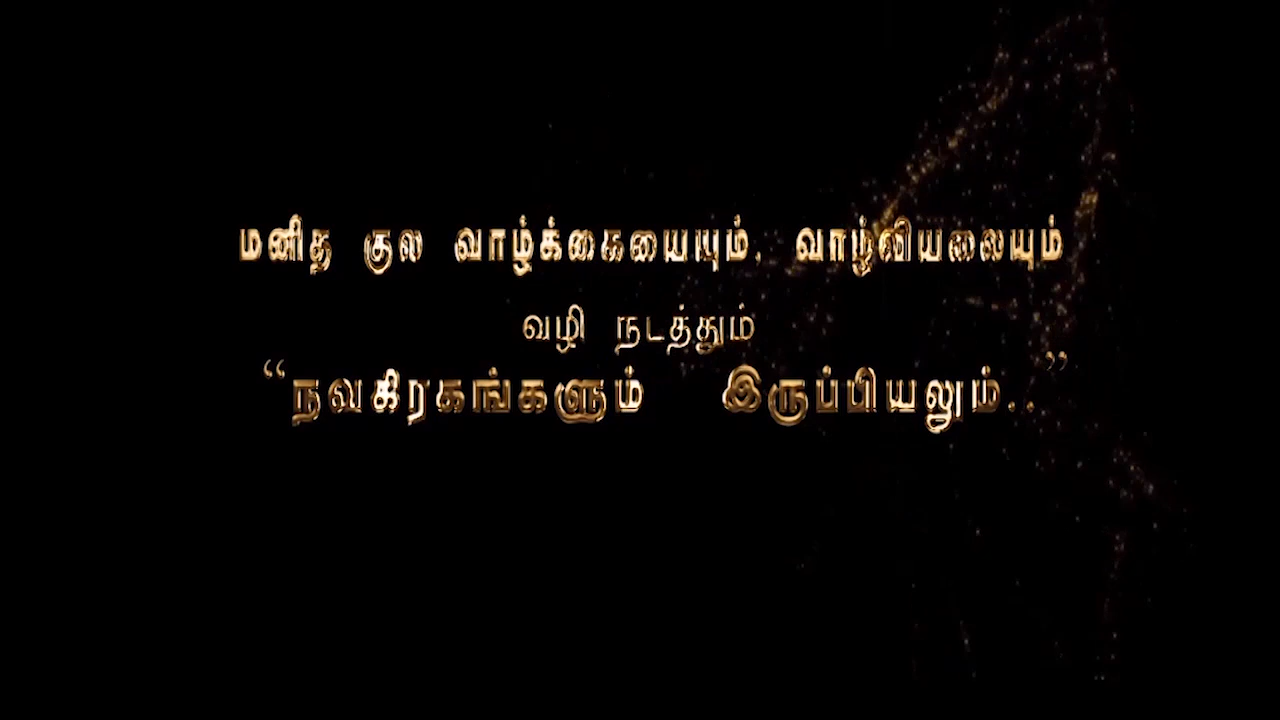 மனித குல வாழ்க்கையையும், வாழ்வியலையும்
வழி நடத்தும்
“நவகிரகங்களும் இருப்பியலும்..”